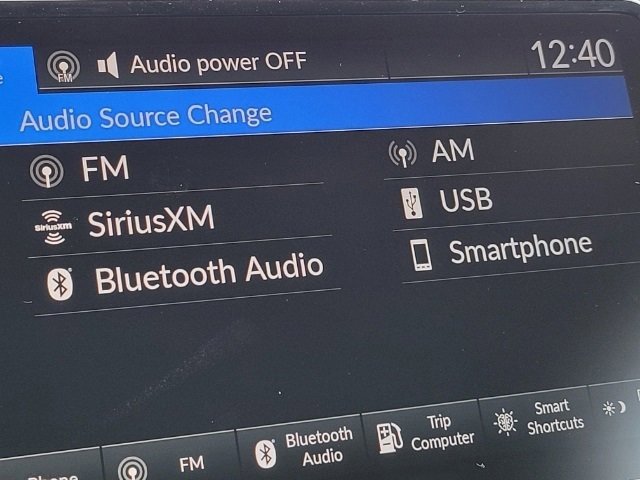 FM Audio power OFF 12:40
Audio Source Change
FM AM
SiriusXM SiriusXM USB
Bluetooth Audio Smartphone
Phone FM Bluetooth Audio Trip Computer Smart Shortcuts